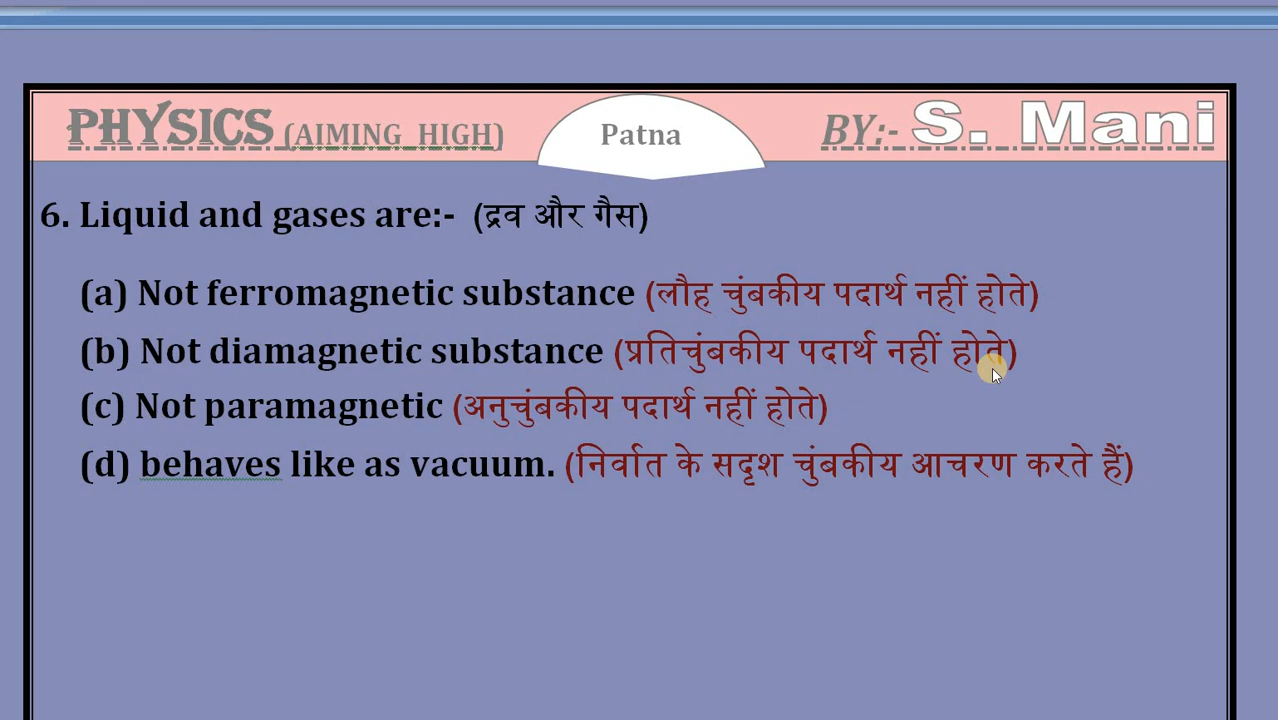 PHYSICS (AIMING HIGH) Patna BY:- S. Mani
6. Liquid and gases are:- (द्रव और गैस)
(a) Not ferromagnetic substance (लौह चुंबकीय पदार्थ नहीं होते)
(b) Not diamagnetic substance (प्रतिचुंबकीय पदार्थ नहीं होते)
(c) Not paramagnetic (अनुचुंबकीय पदार्थ नहीं होते)
(d) behaves like as vacuum. (निर्वात के सदृश चुंबकीय आचरण करते हैं)